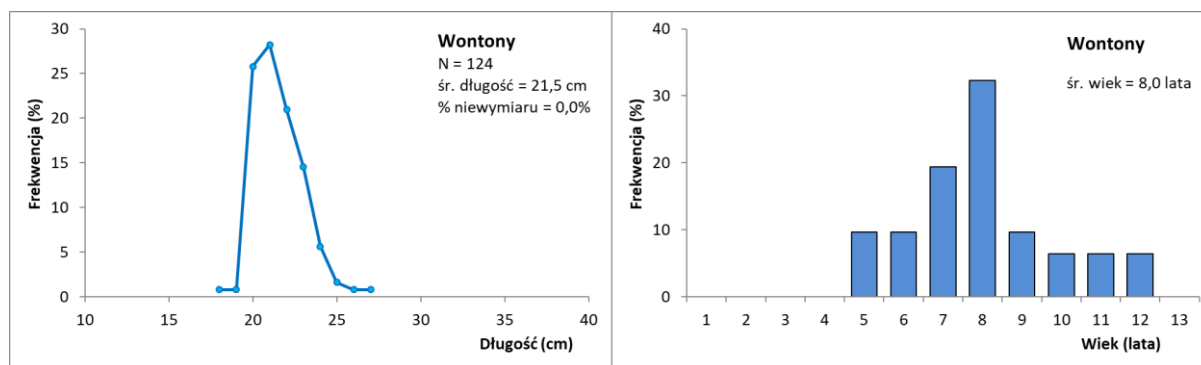 Wontony
N = 124
śr. długość = 21,5 cm
% niewymiaru = 0,0%
Frekwencja (%)
30
25
20
15
10
5
0
10 15 20 25 30 35 40
Długość (cm)
Wontony
śr. wiek = 8,0 lata
Frekwencja (%)
40
30
20
10
0
1 2 3 4 5 6 7 8 9 10 11 12 13
Wiek (lata)